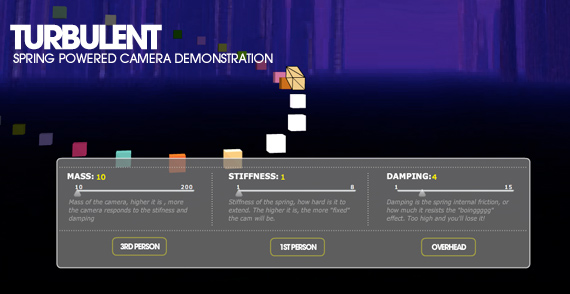 TURBULENT
SPRING POWERED CAMERA DEMONSTRATION
MASS: 10
10 200
Mass of the camera, higher it is , more
the camera responds to the stifness and
damping
3RD PERSON
STIFFNESS: 1
1 8
Stiffness of the spring, how hard is it to
extend. The higher it is, the more "fixed"
the cam will be.
1ST PERSON
DAMPING:4
1 15
Damping is the spring internal friction, or
how much it resists the "boinggggg"
effect. Too high and you'll lose it!
OVERHEAD